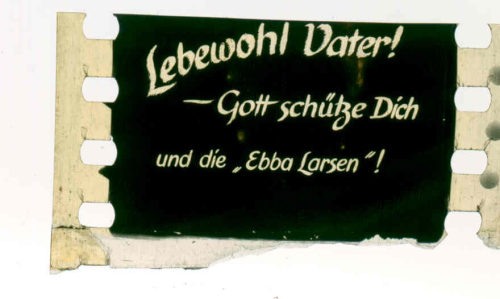 Lebewohl Vater!
— Gott schütze Dich
und die „Ebba Larsen“!